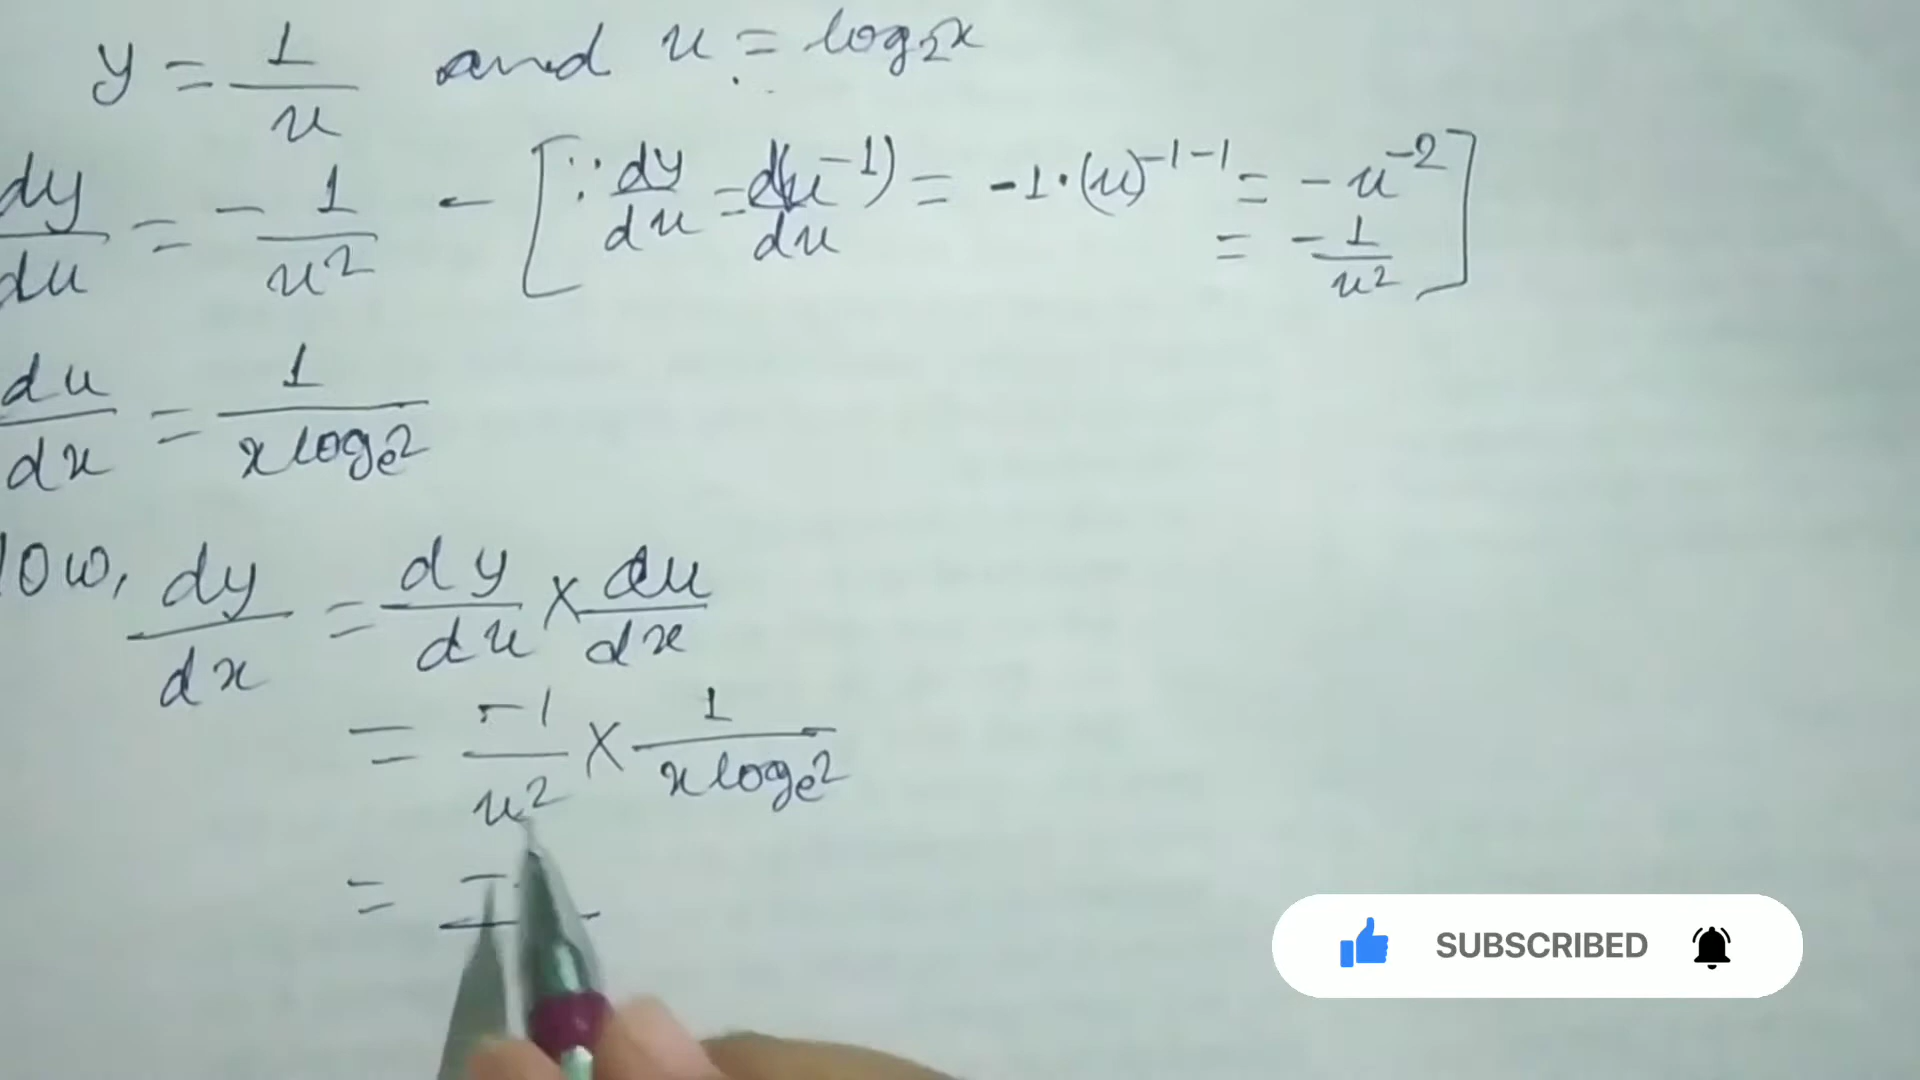 y = 1/u and u = log₂x
dy/du = - 1/u² - [∵ dy/du = d(u⁻¹)/du = -1·(u)⁻¹⁻¹ = -u⁻²
= - 1/u² ]
du/dx = 1/(x logₑ2)
dy/dx = dy/du × du/dx
= -1/u² × 1/(x logₑ2)
=
SUBSCRIBED